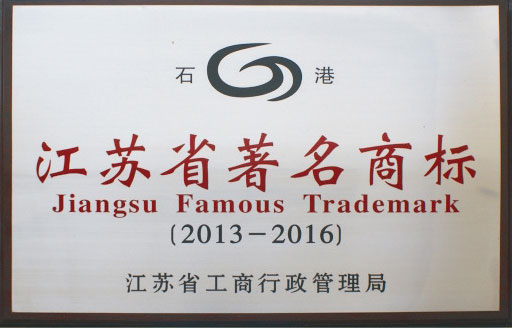 石 港
江苏省著名商标
Jiangsu Famous Trademark
(2013-2016)
江苏省工商行政管理局